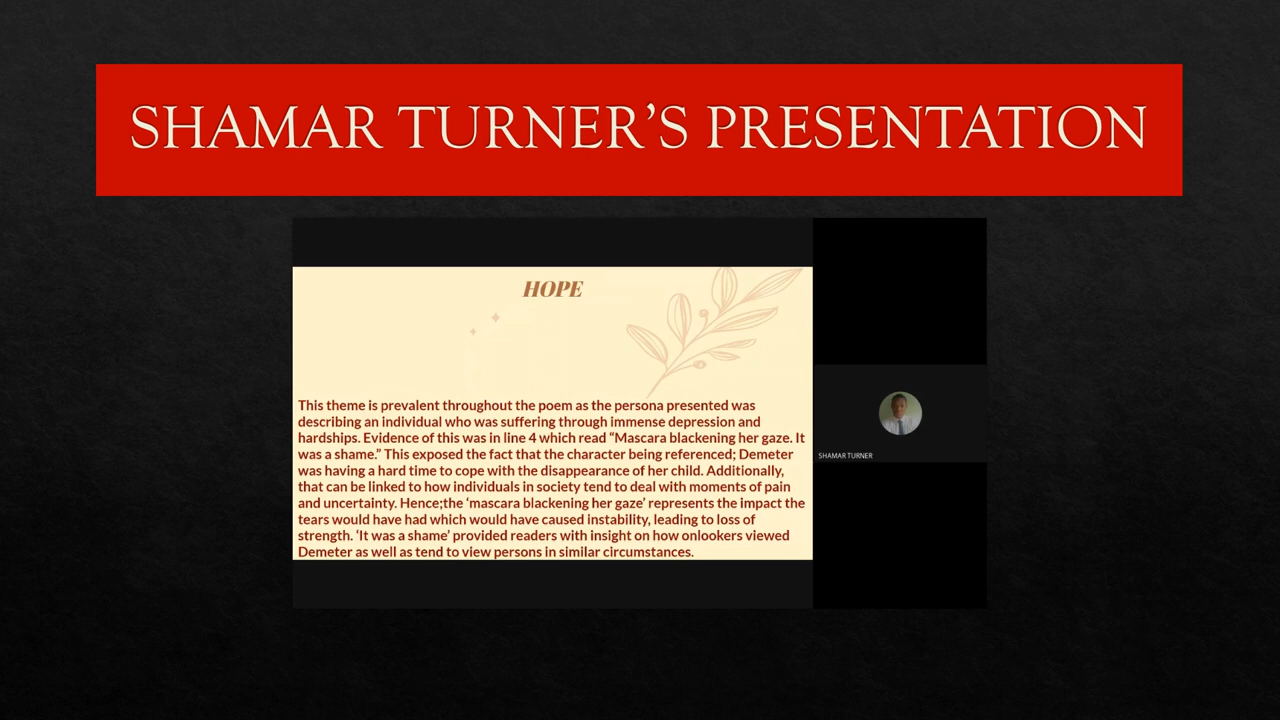 SHAMAR TURNER’S PRESENTATION
HOPE
This theme is prevalent throughout the poem as the persona presented was
describing an individual who was suffering through immense depression and
hardships. Evidence of this was in line 4 which read “Mascara blackening her gaze. It
was a shame.” This exposed the fact that the character being referenced; Demeter
was having a hard time to cope with the disappearance of her child. Additionally,
that can be linked to how individuals in society tend to deal with moments of pain
and uncertainty. Hence;the ‘mascara blackening her gaze’ represents the impact the
tears would have had which would have caused instability, leading to loss of
strength. ‘It was a shame’ provided readers with insight on how onlookers viewed
Demeter as well as tend to view persons in similar circumstances.
SHAMAR TURNER